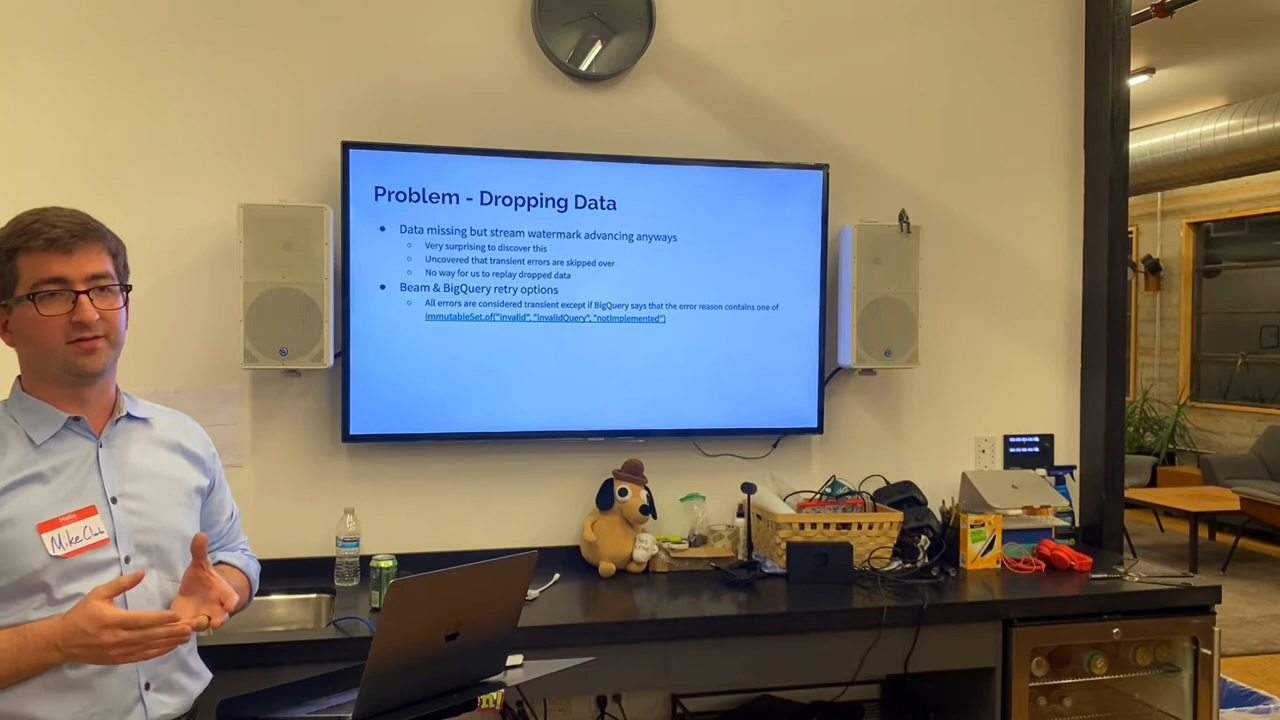 Problem - Dropping Data
● Data missing but stream watermark advancing anyways
○ Very surprising to discover this
○ Uncovered that transient errors are skipped over
○ No way for us to replay dropped data
● Beam & BigQuery retry options
○ All errors are considered transient except if BigQuery says that the error reason contains one of
ImmutableSet.of("invalid", "invalidQuery", "notImplemented")
Hello
Mike